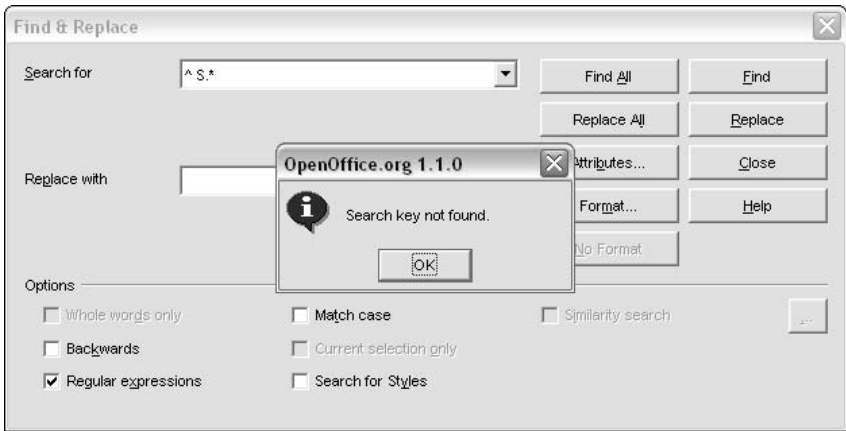 Find & Replace
Search for
^ S.*
Find All
Find
Replace All
Replace
OpenOffice.org 1.1.0
Attributes...
Close
Replace with
Search key not found.
Format...
Help
OK
No Format
Options
Whole words only
Match case
Similarity search
...
Backwards
Current selection only
Regular expressions
Search for Styles